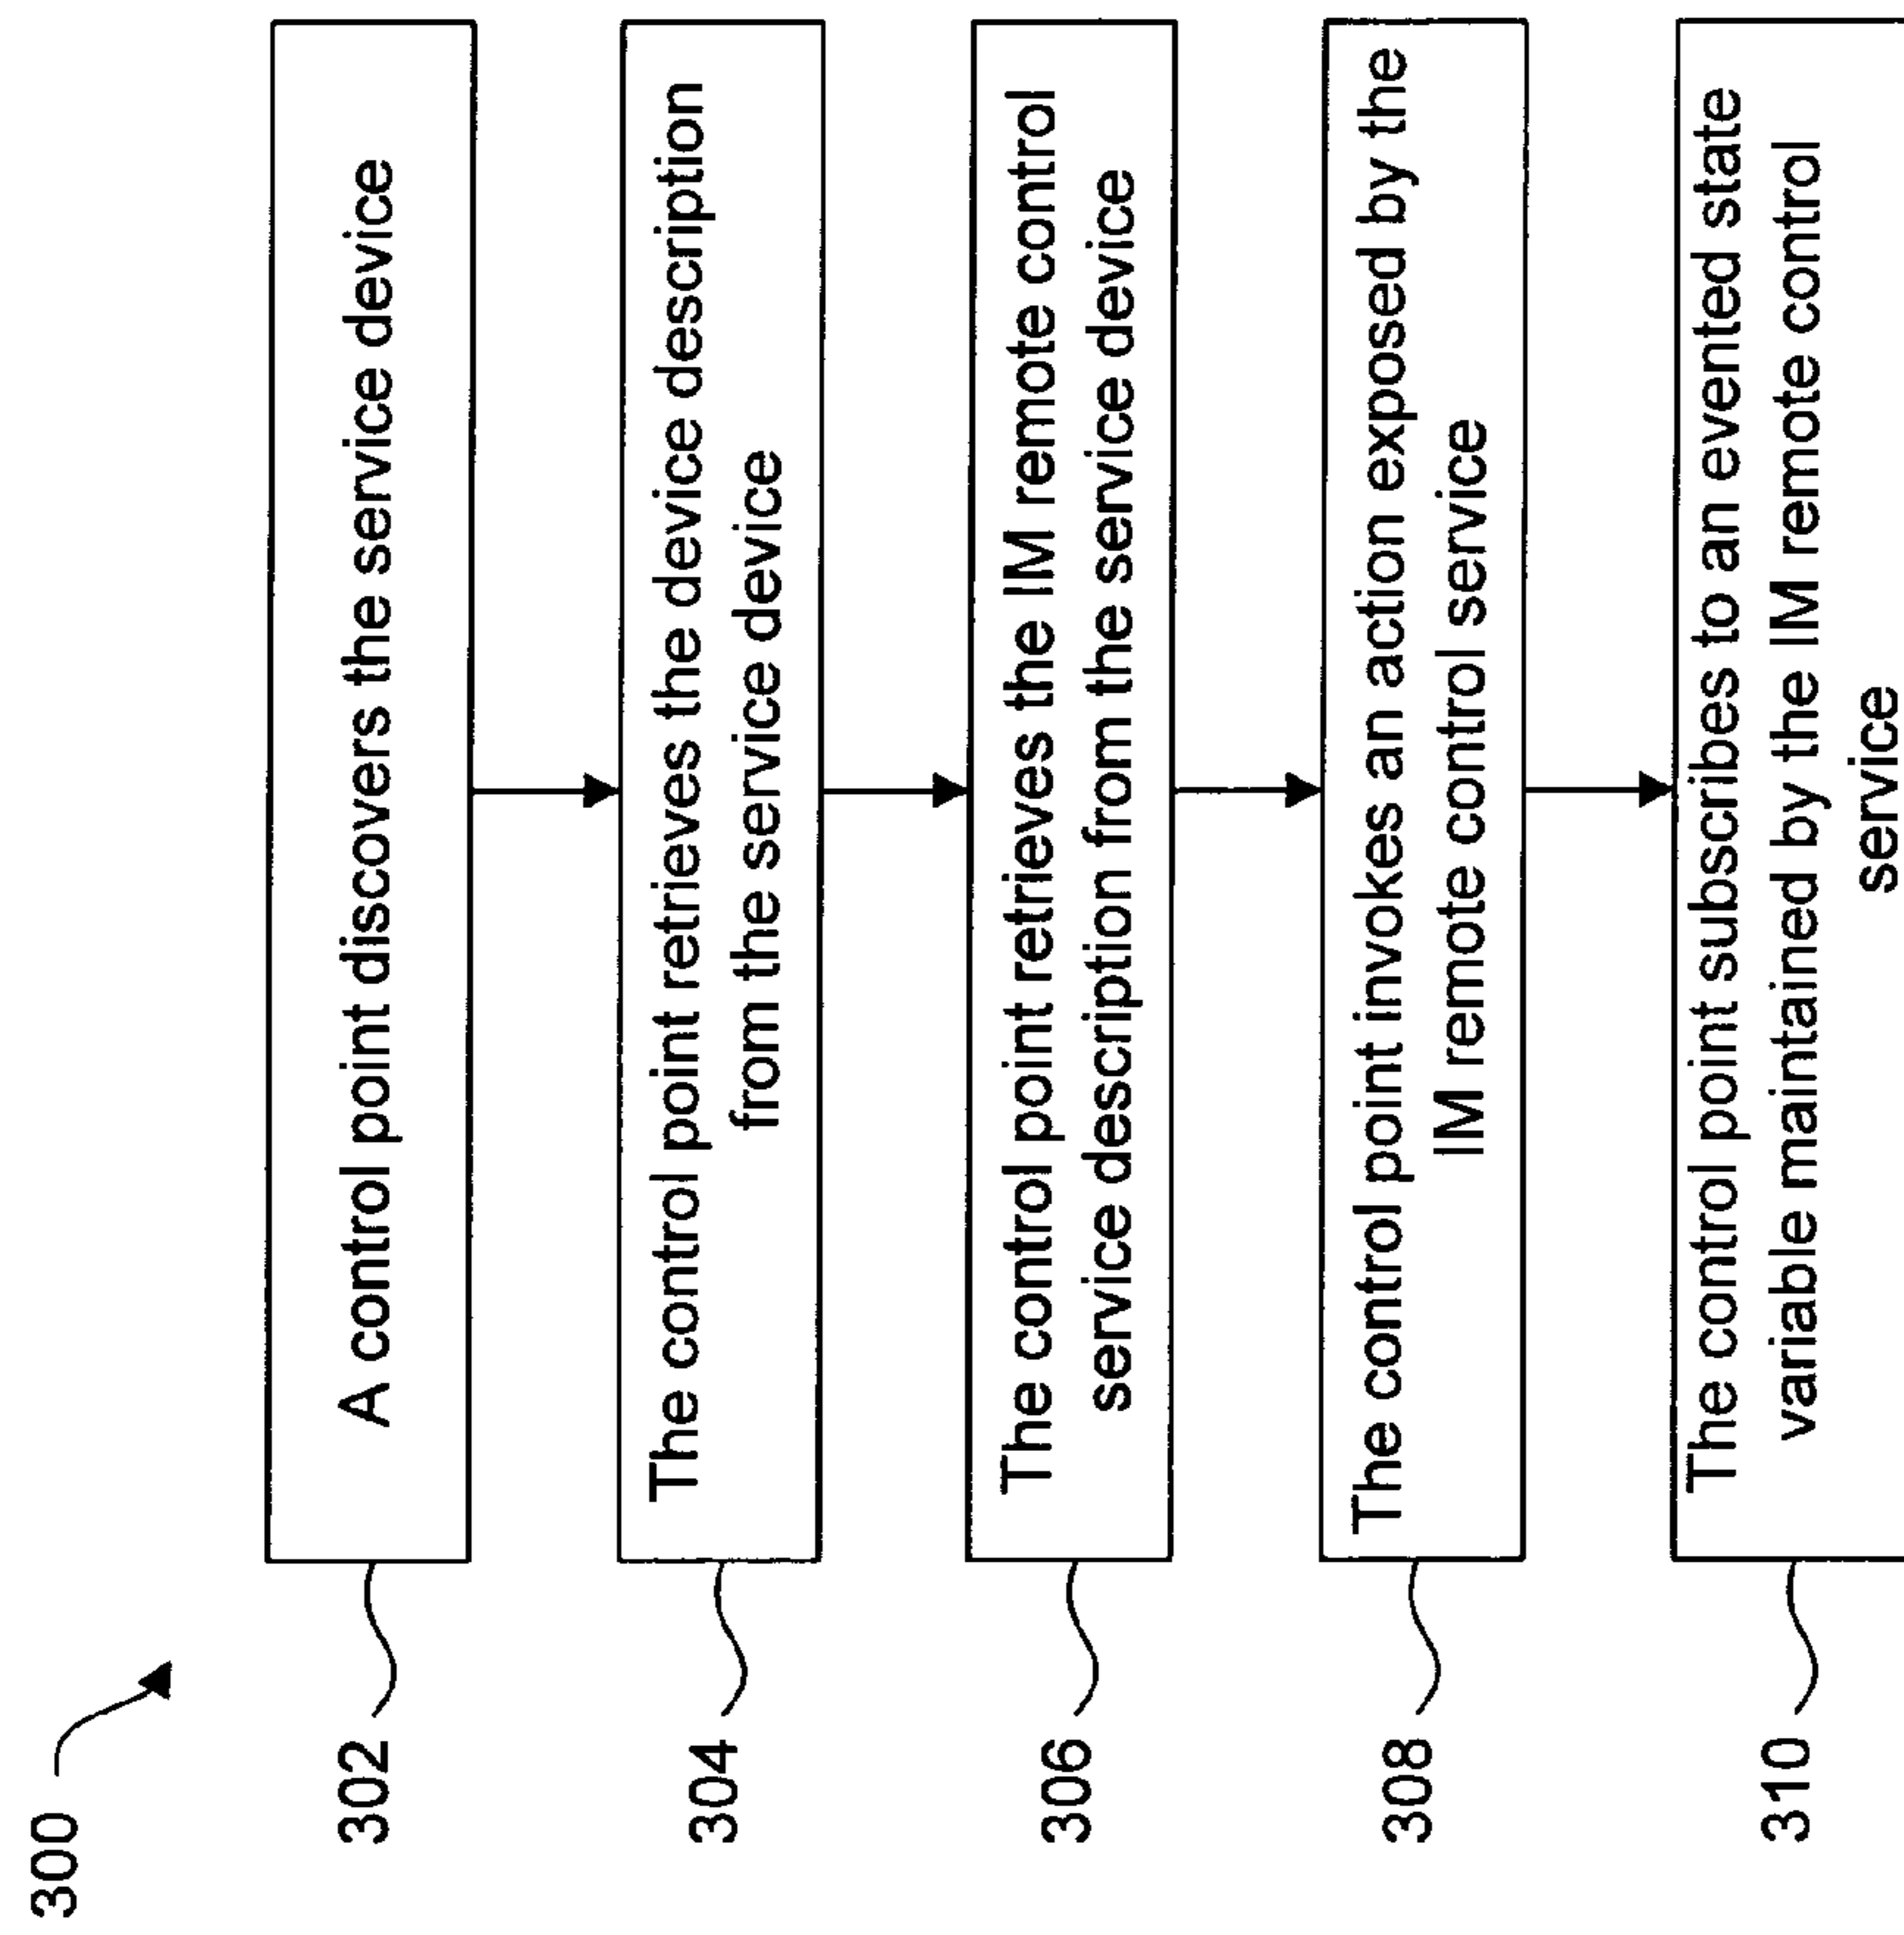 300
302
A control point discovers the service device
304
The control point retrieves the device description
from the service device
306
The control point retrieves the IM remote control
service description from the service device
308
The control point invokes an action exposed by the
IM remote control service
310
The control point subscribes to an evented state
variable maintained by the IM remote control
service